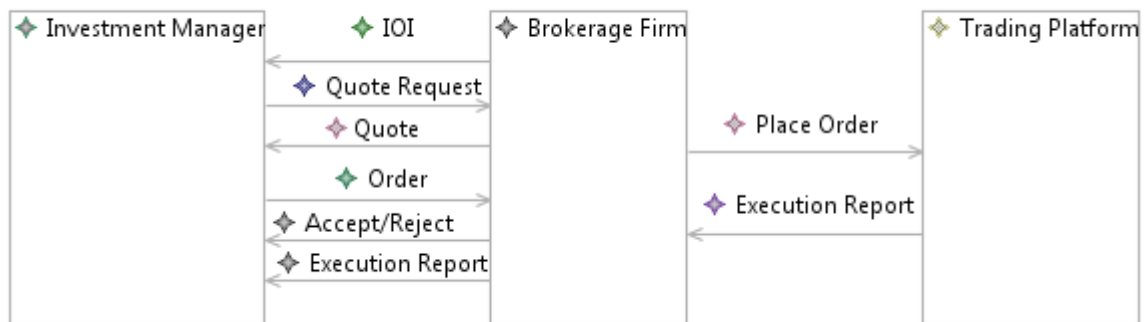 Investment Manager
IOI
Brokerage Firm
Trading Platform
Quote Request
Quote
Place Order
Order
Execution Report
Accept/Reject
Execution Report